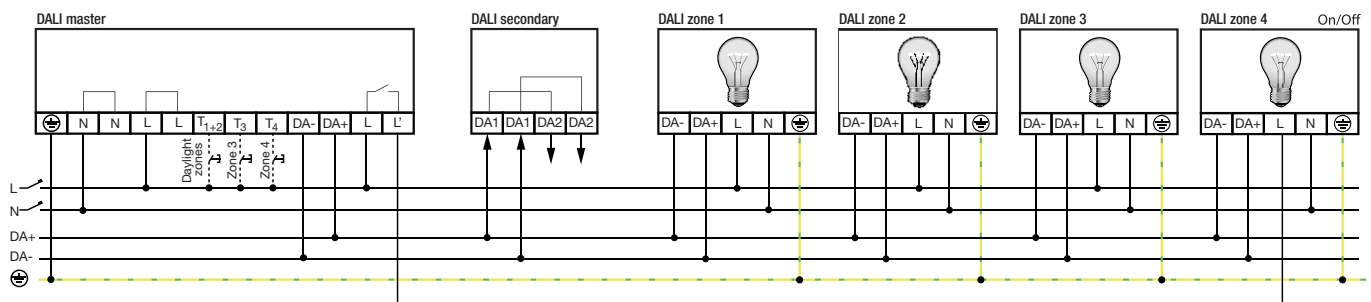 DALI master
DALI secondary
DALI zone 1
DALI zone 2
DALI zone 3
DALI zone 4
On/Off
N N L L T1+2 T3 T4 DA- DA+ L L'
DA1 DA1 DA2 DA2
DA- DA+ L N
DA- DA+ L N
DA- DA+ L N
DA- DA+ L N
Daylight
zones
Zone 3
Zone 4
L
N
DA+
DA-